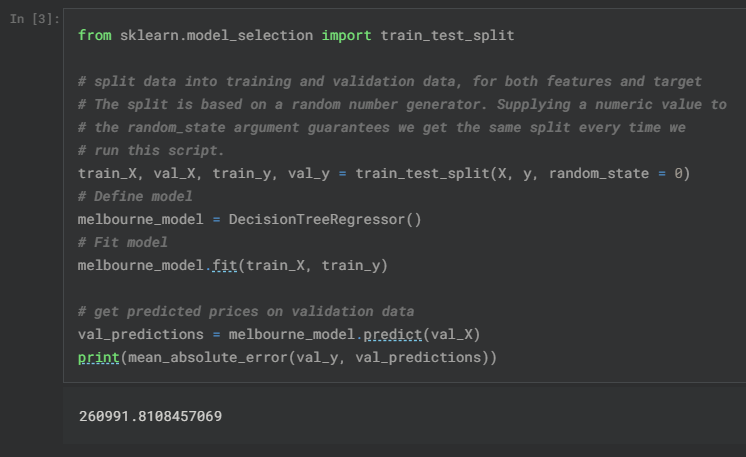 In [3]:
from sklearn.model_selection import train_test_split
# split data into training and validation data, for both features and target
# The split is based on a random number generator. Supplying a numeric value to
# the random_state argument guarantees we get the same split every time we
# run this script.
train_X, val_X, train_y, val_y = train_test_split(X, y, random_state = 0)
# Define model
melbourne_model = DecisionTreeRegressor()
# Fit model
melbourne_model.fit(train_X, train_y)
# get predicted prices on validation data
val_predictions = melbourne_model.predict(val_X)
print(mean_absolute_error(val_y, val_predictions))
260991.8108457069